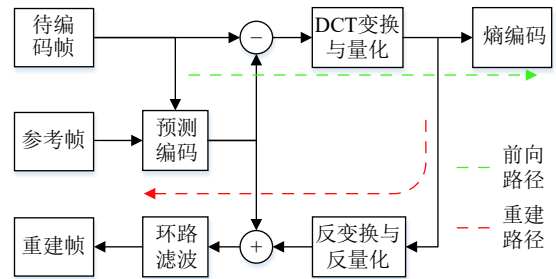 待编
码帧
−
DCT变换
与量化
熵编码
参考帧
预测
编码
前向
路径
重建帧
环路
滤波
+
反变换与
反量化
重建
路径